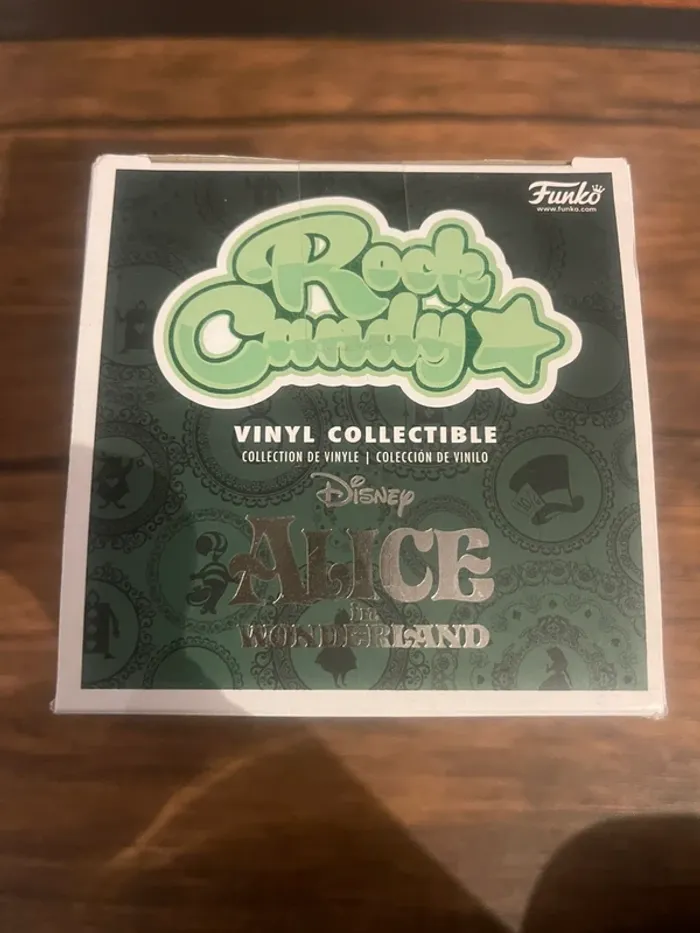 Funko
www.funko.com
Rock
Candy
VINYL COLLECTIBLE
COLLECTION DE VINYLE | COLECCIÓN DE VINILO
Disney
ALICE
in
WONDERLAND